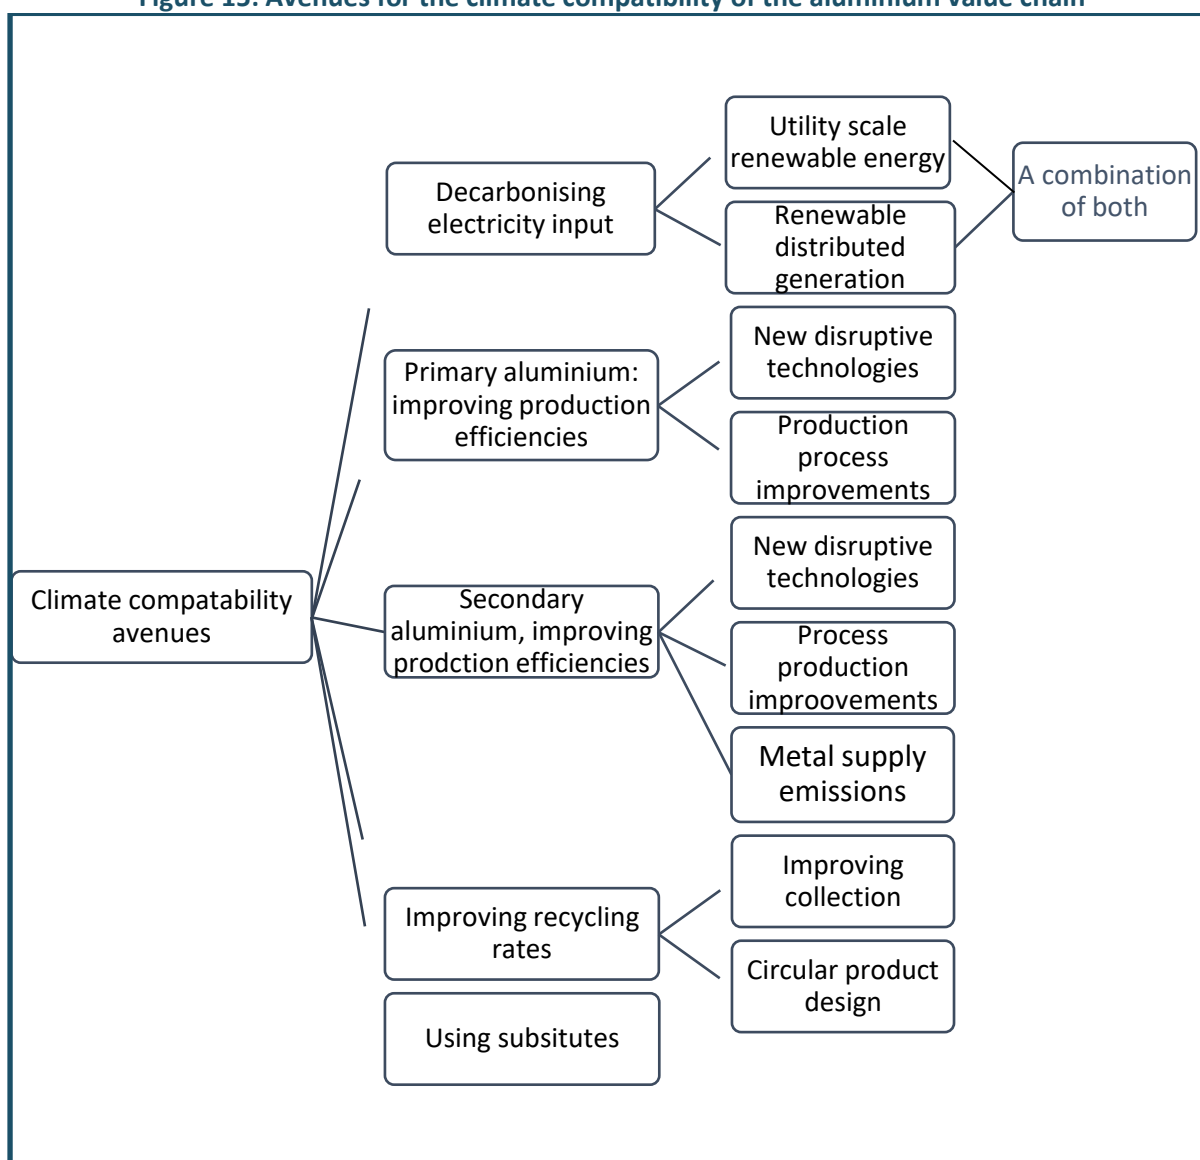 Figure 15: Avenues for the climate compatibility of the aluminium value chain
Climate compatability
avenues
Decarbonising
electricity input
Utility scale
renewable energy
Renewable
distributed
generation
A combination
of both
Primary aluminium:
improving production
efficiencies
New disruptive
technologies
Production
process
improvements
Secondary
aluminium, improving
prodction efficiencies
New disruptive
technologies
Process
production
improovements
Metal supply
emissions
Improving recycling
rates
Improving
collection
Circular product
design
Using subsitutes